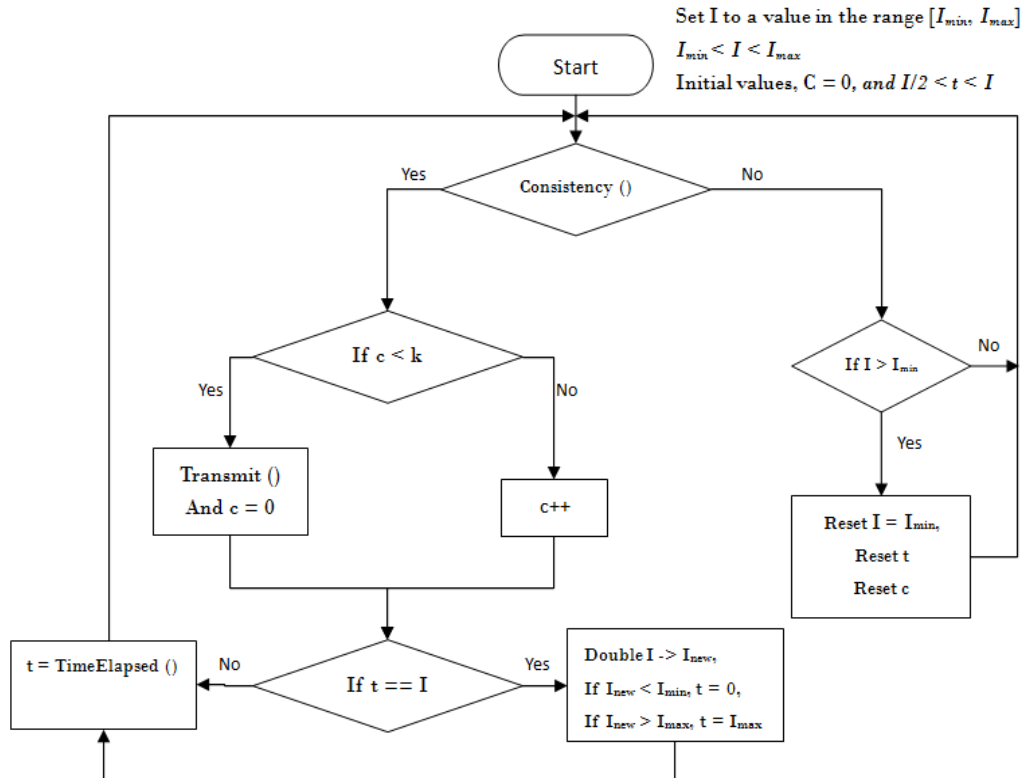 Set I to a value in the range [Imin, Imax]
Imin < I < Imax
Initial values, C = 0, and I/2 < t < I
Start
Yes
Consistency ()
No
If c < k
If I > Imin
No
Yes
No
Yes
Transmit ()
And c = 0
c++
Reset I = Imin,
Reset t
Reset c
t = TimeElapsed ()
No
If t == I
Yes
Double I -> Inew,
If Inew < Imin, t = 0,
If Inew > Imax, t = Imax